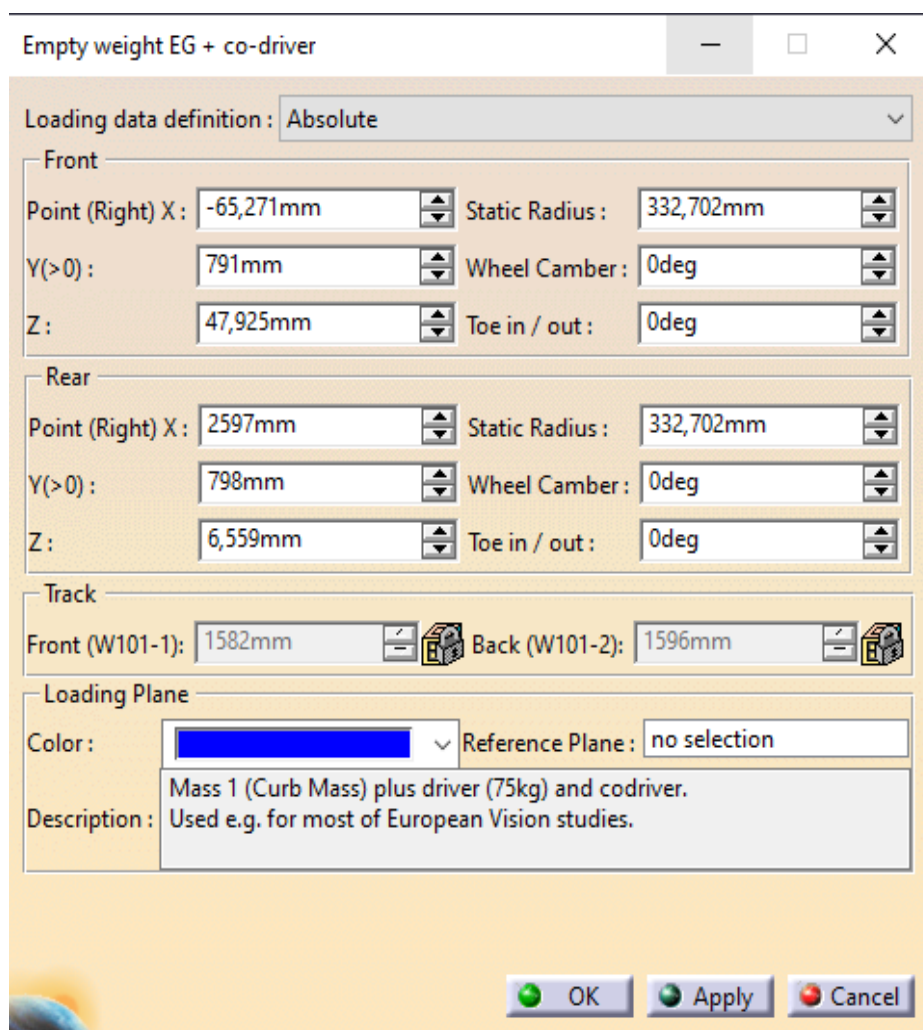 Empty weight EG + co-driver
Loading data definition : Absolute
Front
Point (Right) X : -65,271mm Static Radius : 332,702mm
Y(>0) : 791mm Wheel Camber : 0deg
Z : 47,925mm Toe in / out : 0deg
Rear
Point (Right) X : 2597mm Static Radius : 332,702mm
Y(>0) : 798mm Wheel Camber : 0deg
Z : 6,559mm Toe in / out : 0deg
Track
Front (W101-1): 1582mm Back (W101-2): 1596mm
Loading Plane
Color : Reference Plane : no selection
Mass 1 (Curb Mass) plus driver (75kg) and codriver.
Description : Used e.g. for most of European Vision studies.
OK Apply Cancel